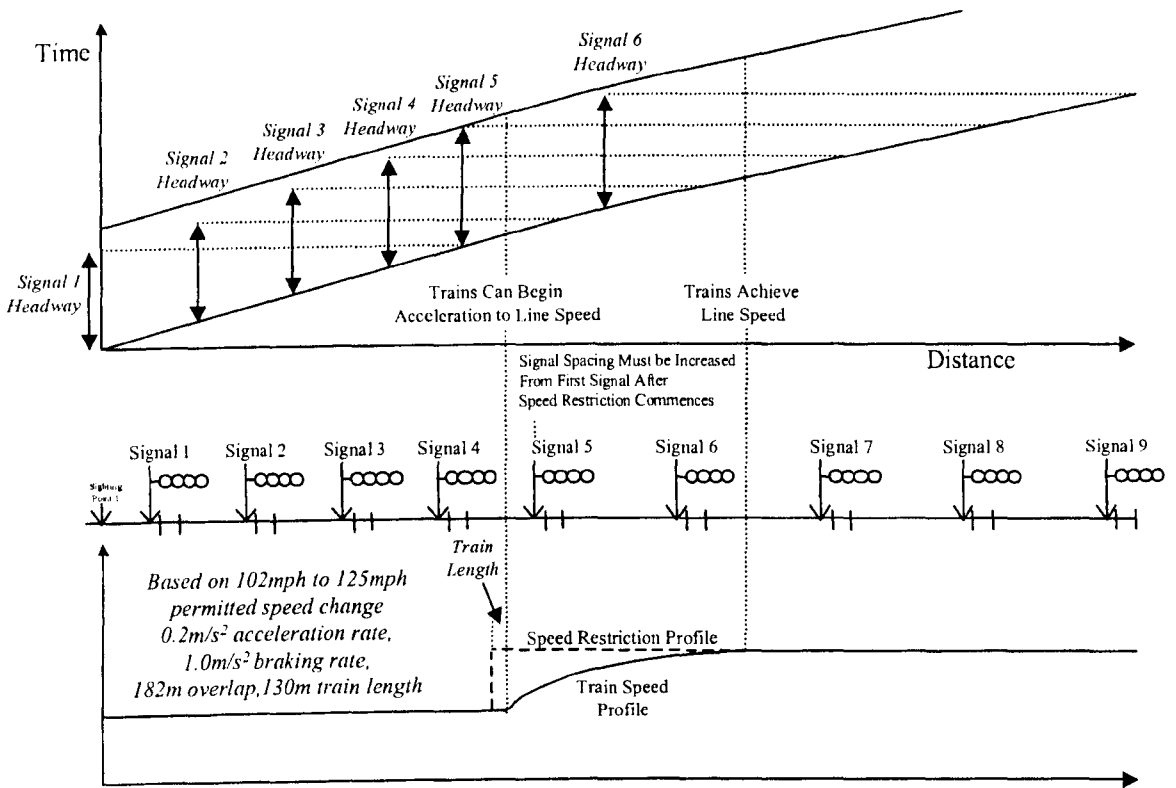 Time
Signal 6
Headway
Signal 5
Headway
Signal 4
Headway
Signal 3
Headway
Signal 2
Headway
Signal 1
Headway
Trains Can Begin
Acceleration to Line Speed
Trains Achieve
Line Speed
Distance
Signal Spacing Must be Increased
From First Signal After
Speed Restriction Commences
Signal 1
Signal 2
Signal 3
Signal 4
Signal 5
Signal 6
Signal 7
Signal 8
Signal 9
Sighting
Point 1
Train
Length
Based on 102mph to 125mph
permitted speed change
0.2m/s² acceleration rate,
1.0m/s² braking rate,
182m overlap,130m train length
Speed Restriction Profile
Train Speed
Profile